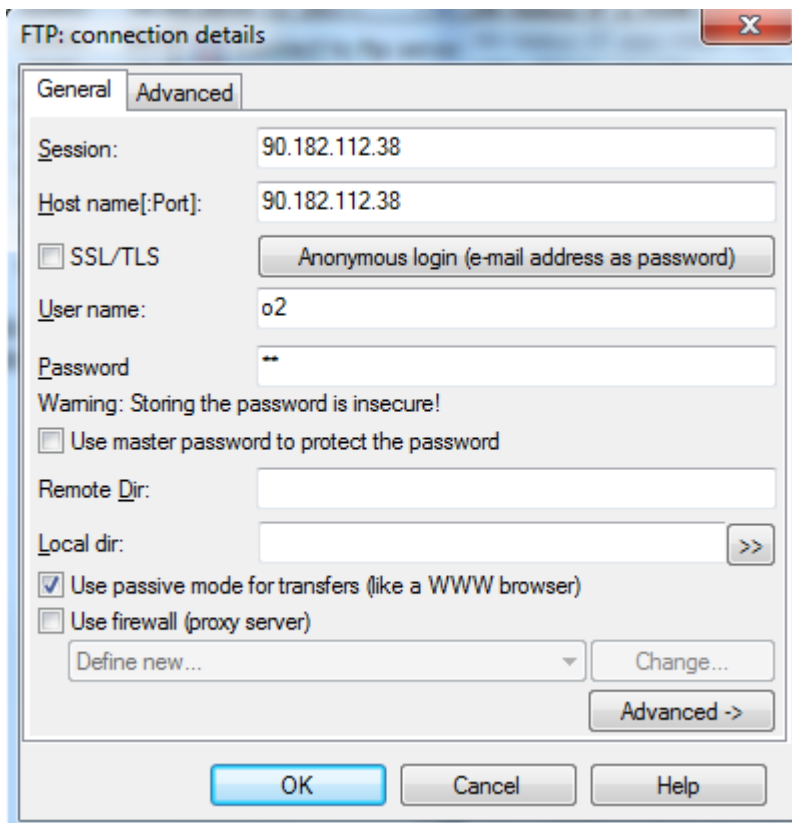 FTP: connection details
General Advanced
Session: 90.182.112.38
Host name[:Port]: 90.182.112.38
SSL/TLS Anonymous login (e-mail address as password)
User name: o2
Password **
Warning: Storing the password is insecure!
Use master password to protect the password
Remote Dir:
Local dir: >>
Use passive mode for transfers (like a WWW browser)
Use firewall (proxy server)
Define new... Change...
Advanced ->
OK Cancel Help